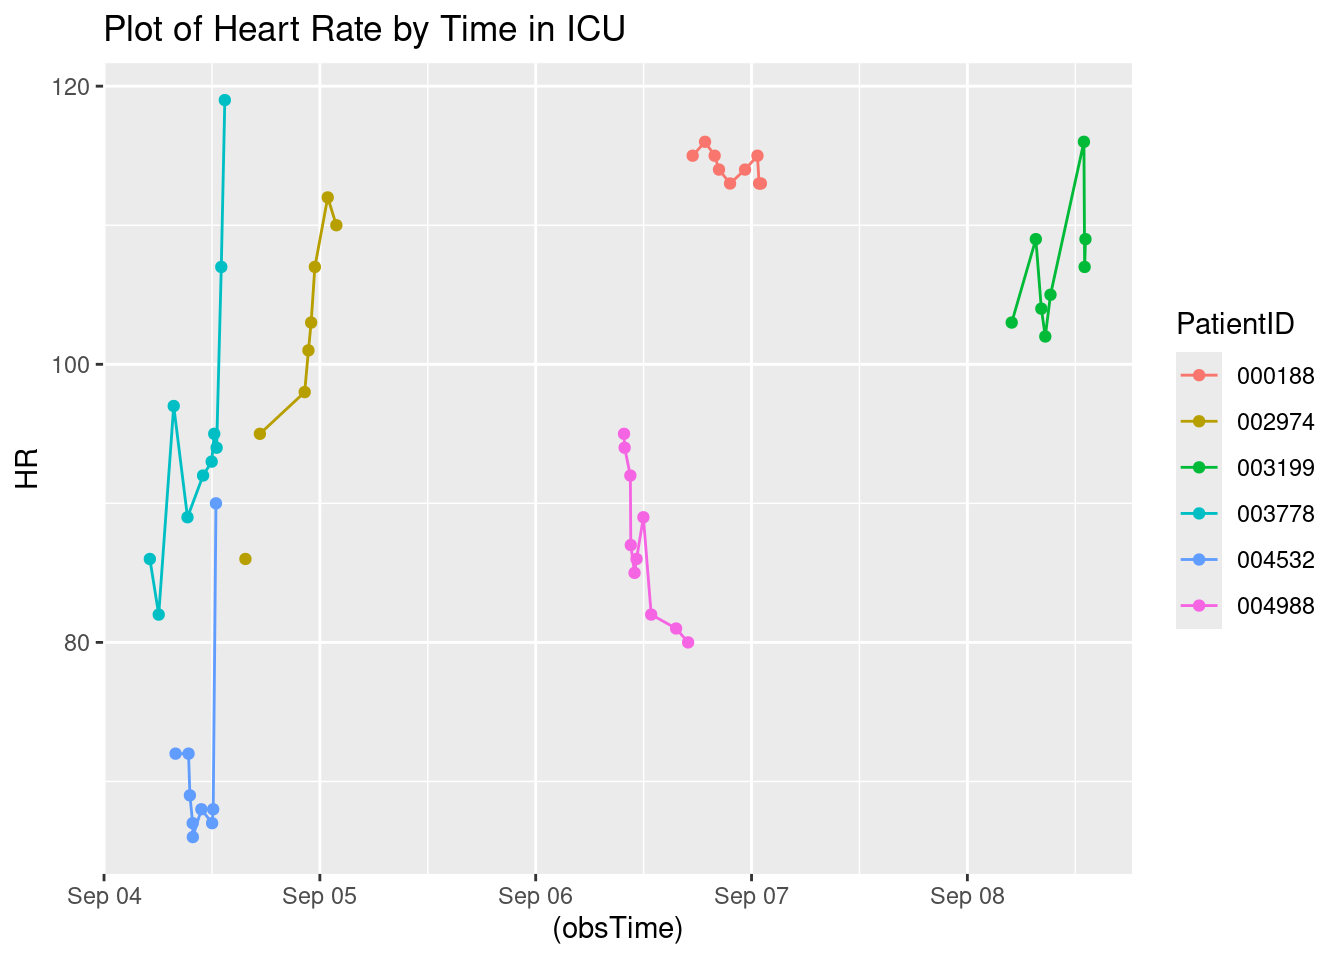 Plot of Heart Rate by Time in ICU
120
100
80
HR
Sep 04 Sep 05 Sep 06 Sep 07 Sep 08
(obsTime)
PatientID
000188
002974
003199
003778
004532
004988